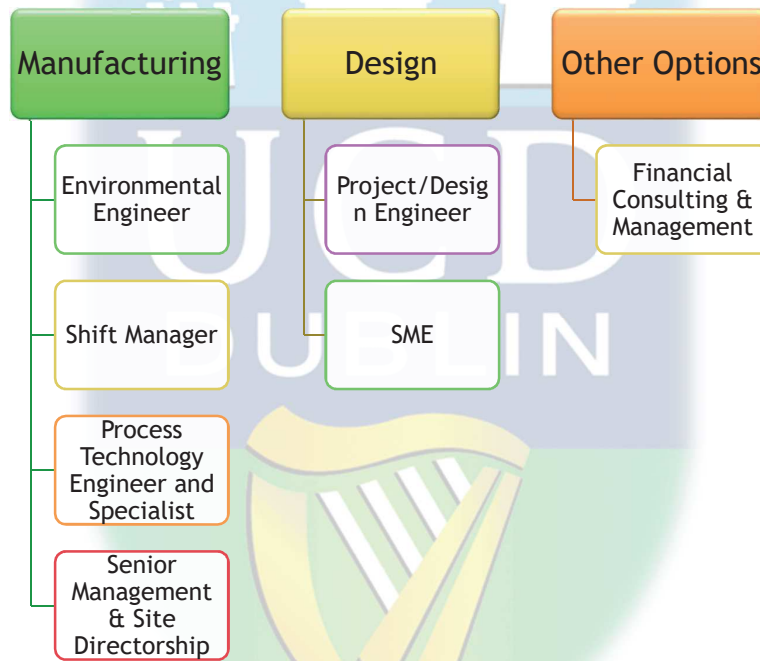 Manufacturing
Environmental
Engineer
Shift Manager
Process
Technology
Engineer and
Specialist
Senior
Management
& Site
Directorship
Design
Project/Desig
n Engineer
SME
Other Options
Financial
Consulting &
Management
UCD
DUBLIN